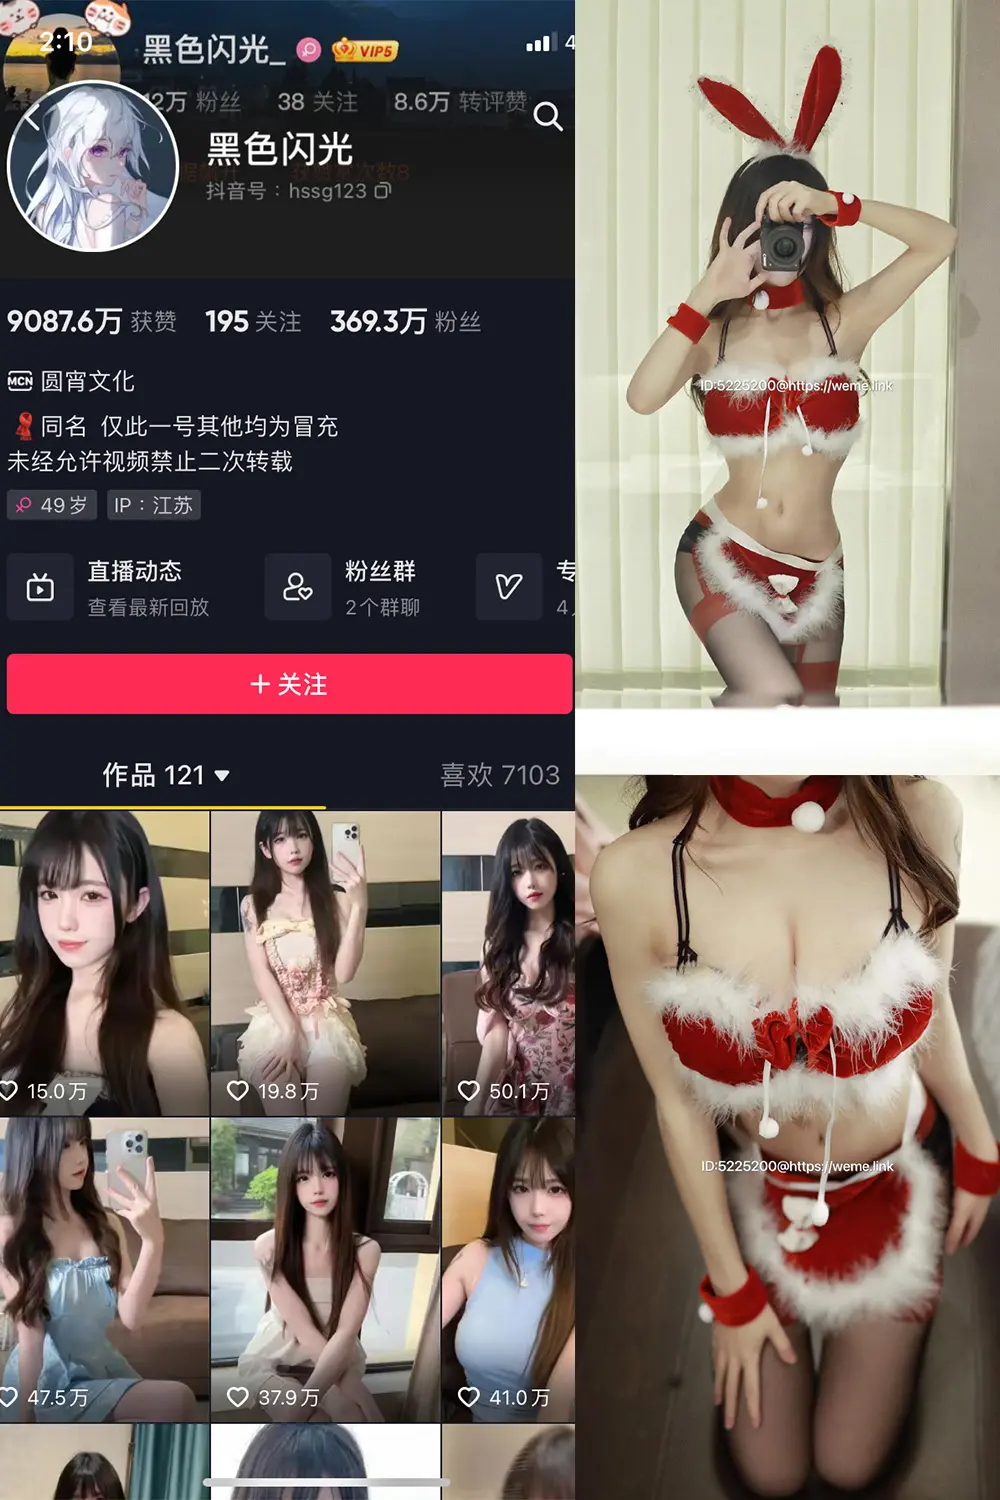 2:10
黑色闪光_
VIP5
4
12万 粉丝
38 关注
8.6万 转评赞
黑色闪光
抖音号：hssg123
9087.6万 获赞
195 关注
369.3万 粉丝
MCN 圆宵文化
同名 仅此一号其他均为冒充
未经允许视频禁止二次转载
49岁
IP：江苏
直播动态
查看最新回放
粉丝群
2个群聊
专
4
+ 关注
作品 121
喜欢 7103
15.0万
19.8万
50.1万
47.5万
37.9万
41.0万
ID:5225200@https://weme.link
ID:5225200@https://weme.link